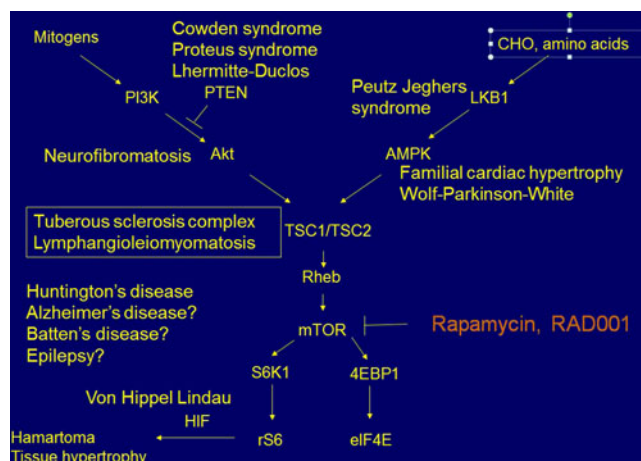 Cowden syndrome
Proteus syndrome
Lhermitte-Duclos
PTEN
Mitogens
CHO, amino acids
PI3K
Peutz Jeghers
syndrome
LKB1
Neurofibromatosis
Akt
AMPK
Familial cardiac hypertrophy
Wolf-Parkinson-White
Tuberous sclerosis complex
Lymphangioleiomyomatosis
TSC1/TSC2
Rheb
Huntington's disease
Alzheimer's disease?
Batten's disease?
Epilepsy?
mTOR
Rapamycin, RAD001
S6K1
4EBP1
Von Hippel Lindau
HIF
Hamartoma
Tissue hypertrophy
rS6
eIF4E